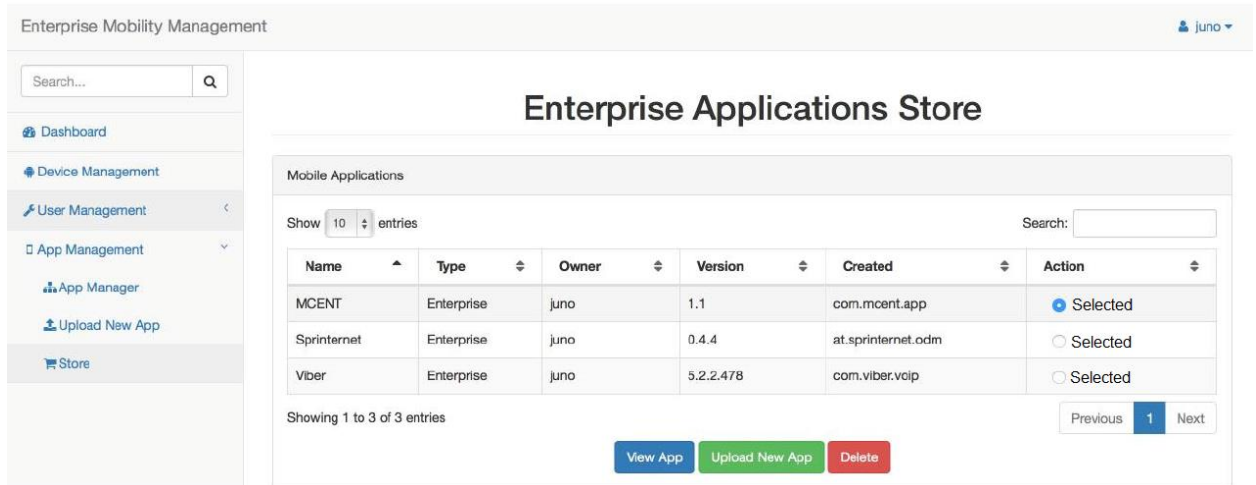 Enterprise Mobility Management
juno
Search...
Dashboard
Device Management
User Management
App Management
App Manager
Upload New App
Store
Enterprise Applications Store
Mobile Applications
Show 10 entries
Search:
Name Type Owner Version Created Action
MCENT Enterprise juno 1.1 com.mcent.app Selected
Sprinternet Enterprise juno 0.4.4 at.sprinternet.odm Selected
Viber Enterprise juno 5.2.2.478 com.viber.voip Selected
Showing 1 to 3 of 3 entries
Previous 1 Next
View App Upload New App Delete